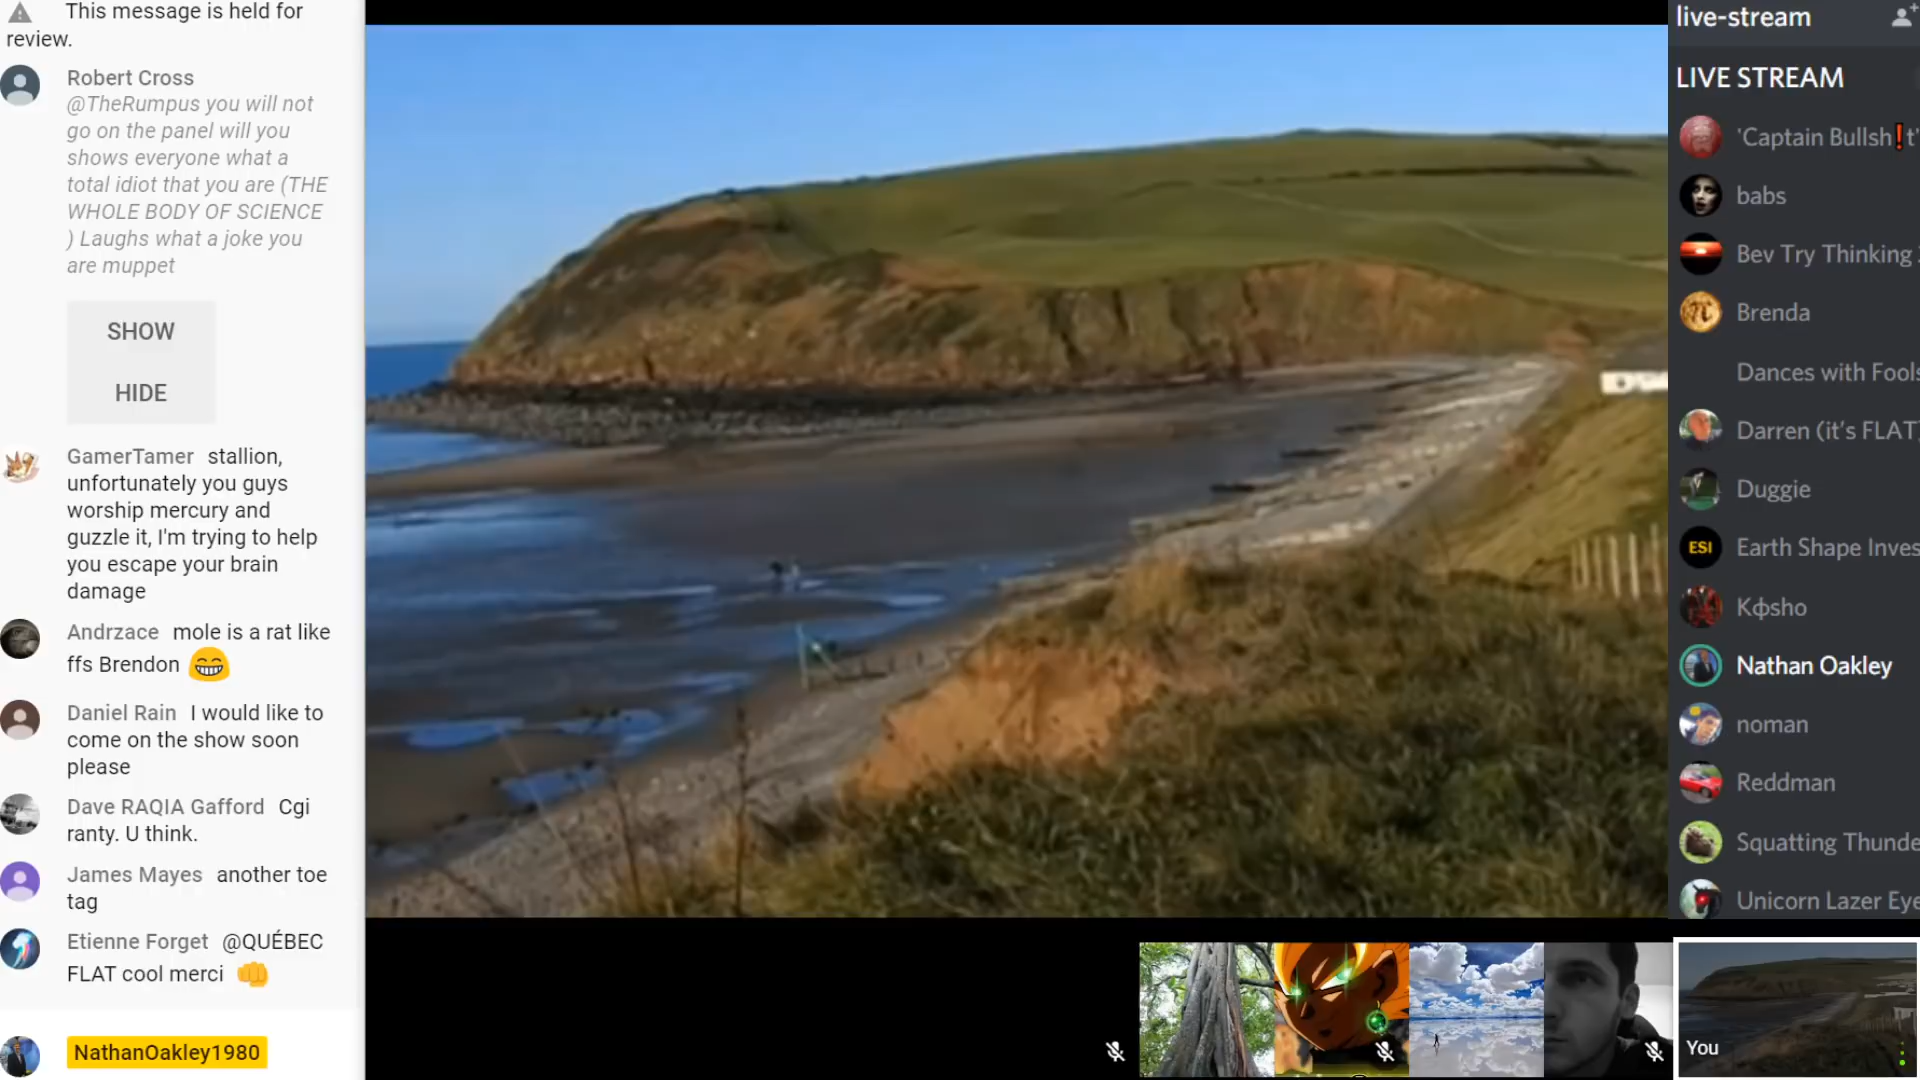 This message is held for
review.
Robert Cross
@TheRumpus you will not
go on the panel will you
shows everyone what a
total idiot that you are (THE
WHOLE BODY OF SCIENCE
) Laughs what a joke you
are muppet
SHOW
HIDE
GamerTamer stallion,
unfortunately you guys
worship mercury and
guzzle it, I'm trying to help
you escape your brain
damage
Andrzace mole is a rat like
ffs Brendon 😁
Daniel Rain I would like to
come on the show soon
please
Dave RAQIA Gafford Cgi
ranty. U think.
James Mayes another toe
tag
Etienne Forget @QUÉBEC
FLAT cool merci 👊
NathanOakley1980
live-stream
LIVE STREAM
'Captain Bullsh❗t'
babs
Bev Try Thinking
Brenda
Dances with Fools
Darren (it's FLAT)
Duggie
ESI
Earth Shape Inves
Kφsho
Nathan Oakley
noman
Reddman
Squatting Thunde
Unicorn Lazer Eye
You